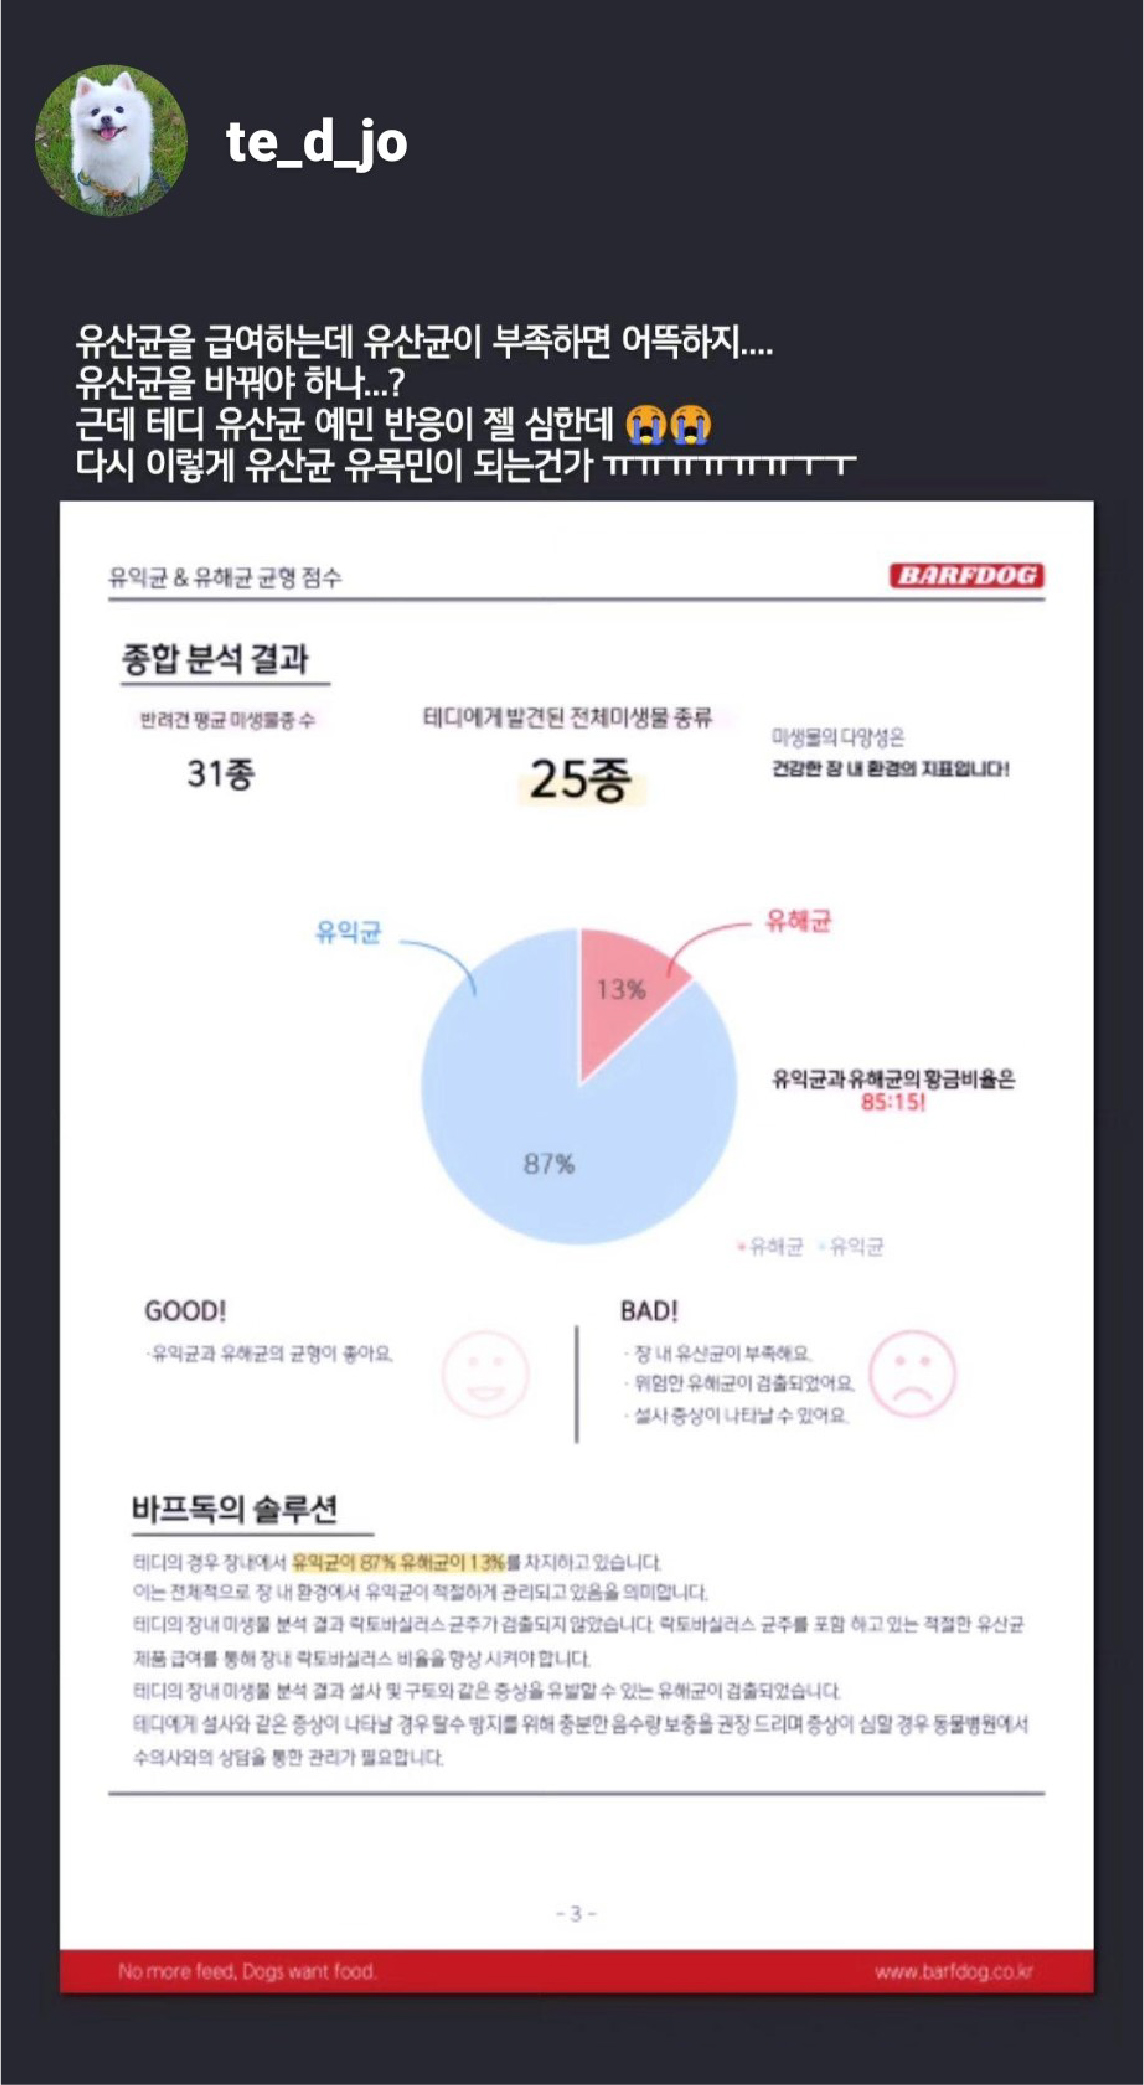 te_d_jo
유산균을 급여하는데 유산균이 부족하면 어뜩하지....
유산균을 바꿔야 하나...?
근데 테디 유산균 예민 반응이 젤 심한데 😭😭
다시 이렇게 유산균 유목민이 되는건가 ㅠㅠㅠㅠㅠㅠㅜㅜ
유익균 & 유해균 균형 점수
BARFDOG
종합 분석 결과
반려견 평균 미생물종 수
31종
테디에게 발견된 전체미생물 종류
25종
미생물의 다양성은
건강한 장 내 환경의 지표입니다!
유익균
유해균
13%
87%
유익균과 유해균의 황금비율은
85:15!
유해균 유익균
GOOD!
·유익균과 유해균의 균형이 좋아요.
BAD!
· 장 내 유산균이 부족해요.
· 위험한 유해균이 검출되었어요.
· 설사 증상이 나타날 수 있어요.
바프독의 솔루션
테디의 경우 장내에서 유익균이 87% 유해균이 13%를 차지하고 있습니다.
이는 전체적으로 장 내 환경에서 유익균이 적절하게 관리되고 있음을 의미합니다.
테디의 장내 미생물 분석 결과 락토바실러스 균주가 검출되지 않았습니다. 락토바실러스 균주를 포함 하고 있는 적절한 유산균
제품 급여를 통해 장내 락토바실러스 비율을 향상 시켜야 합니다.
테디의 장내 미생물 분석 결과 설사 및 구토와 같은 증상을 유발할 수 있는 유해균이 검출되었습니다.
테디에게 설사와 같은 증상이 나타날 경우 탈수 방지를 위해 충분한 음수량 보충을 권장 드리며 증상이 심할 경우 동물병원에서
수의사와의 상담을 통한 관리가 필요합니다.
- 3 -
No more feed, Dogs want food.
www.barfdog.co.kr